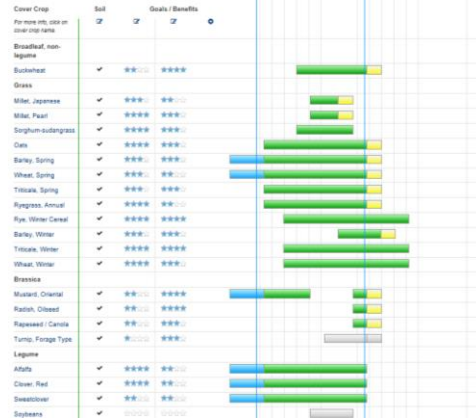 Cover Crop Soil Goals / Benefits
For more info, click on
cover crop name.
Broadleaf, non-
legume
Buckwheat
Grass
Millet, Japanese
Millet, Pearl
Sorghum-sudangrass
Oats
Barley, Spring
Wheat, Spring
Triticale, Spring
Ryegrass, Annual
Rye, Winter Cereal
Barley, Winter
Triticale, Winter
Wheat, Winter
Brassica
Mustard, Oriental
Radish, Oilseed
Rapeseed / Canola
Turnip, Forage Type
Legume
Alfalfa
Clover, Red
Sweetclover
Soybeans